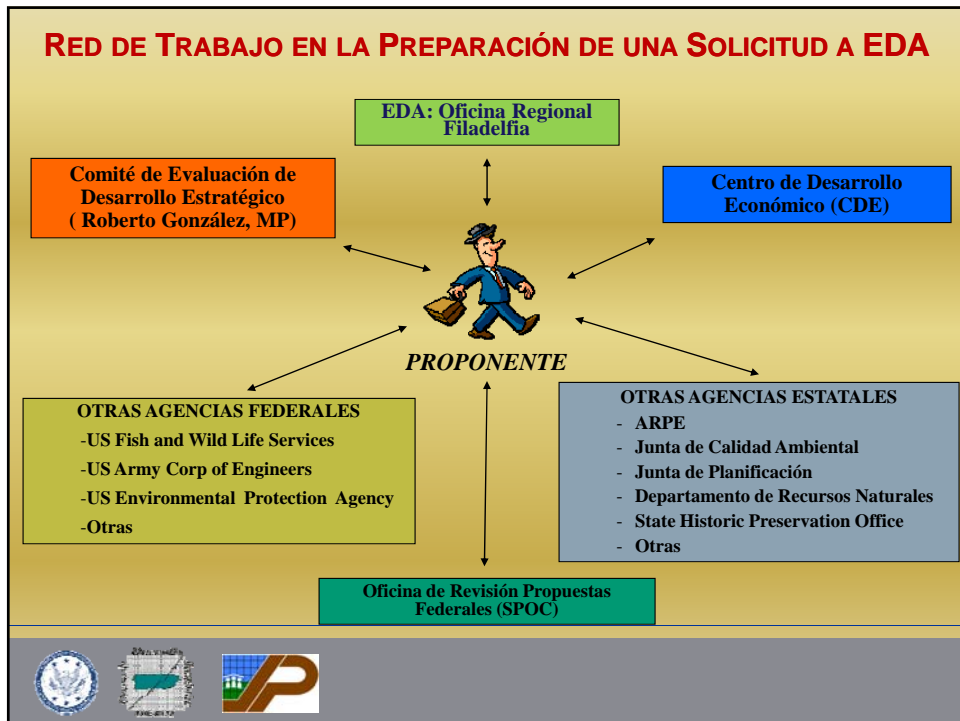 RED DE TRABAJO EN LA PREPARACIÓN DE UNA SOLICITUD A EDA
EDA: Oficina Regional
Filadelfia
Comité de Evaluación de
Desarrollo Estratégico
( Roberto González, MP)
Centro de Desarrollo
Económico (CDE)
PROPONENTE
OTRAS AGENCIAS FEDERALES
-US Fish and Wild Life Services
-US Army Corp of Engineers
-US Environmental Protection Agency
-Otras
OTRAS AGENCIAS ESTATALES
- ARPE
- Junta de Calidad Ambiental
- Junta de Planificación
- Departamento de Recursos Naturales
- State Historic Preservation Office
- Otras
Oficina de Revisión Propuestas
Federales (SPOC)